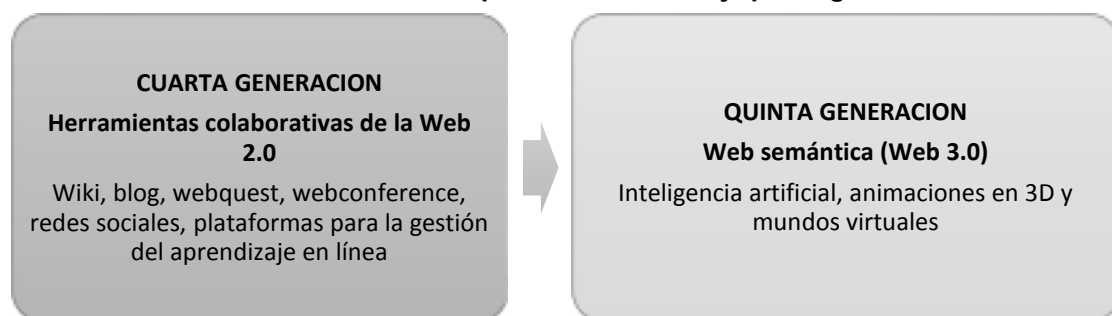 CUARTA GENERACION
Herramientas colaborativas de la Web
2.0
Wiki, blog, webquest, webconference,
redes sociales, plataformas para la gestión
del aprendizaje en línea
QUINTA GENERACION
Web semántica (Web 3.0)
Inteligencia artificial, animaciones en 3D y
mundos virtuales